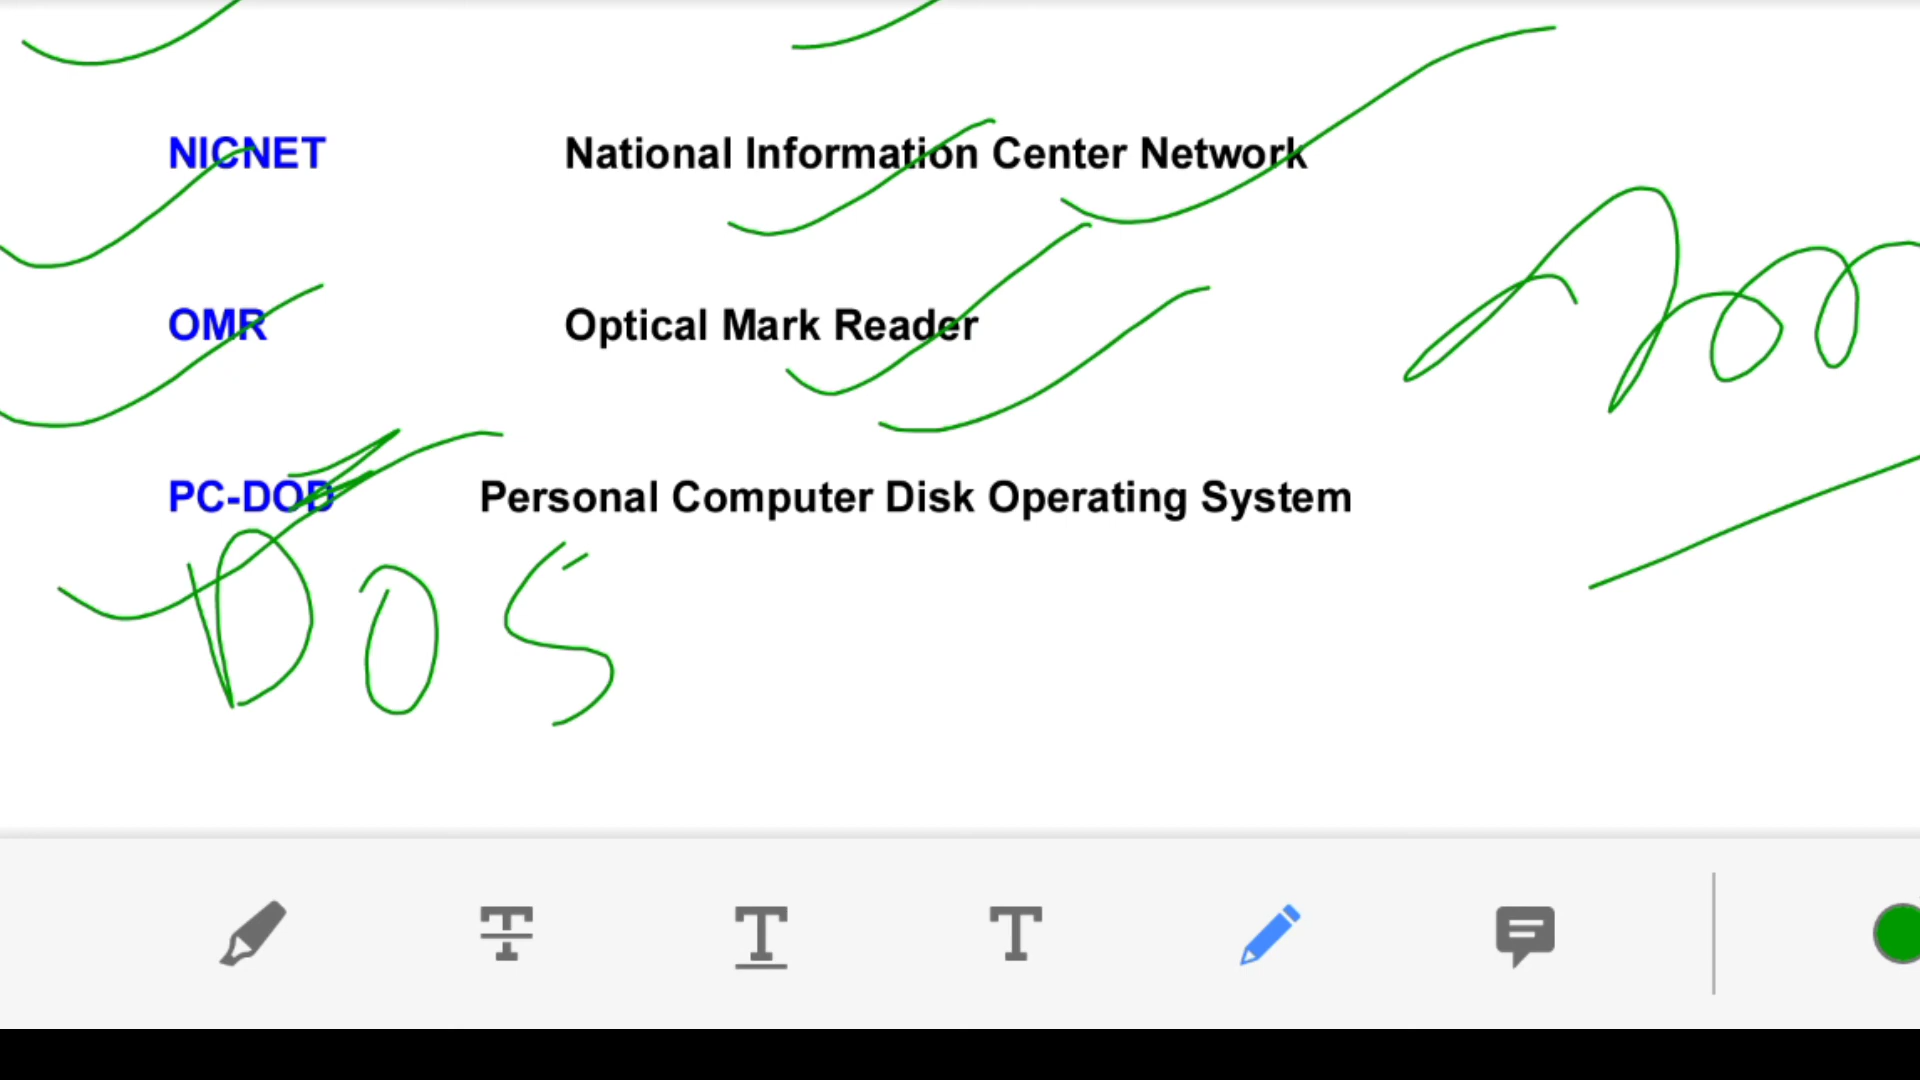 NICNET National Information Center Network
OMR Optical Mark Reader
PC-DOD Personal Computer Disk Operating System
DOS